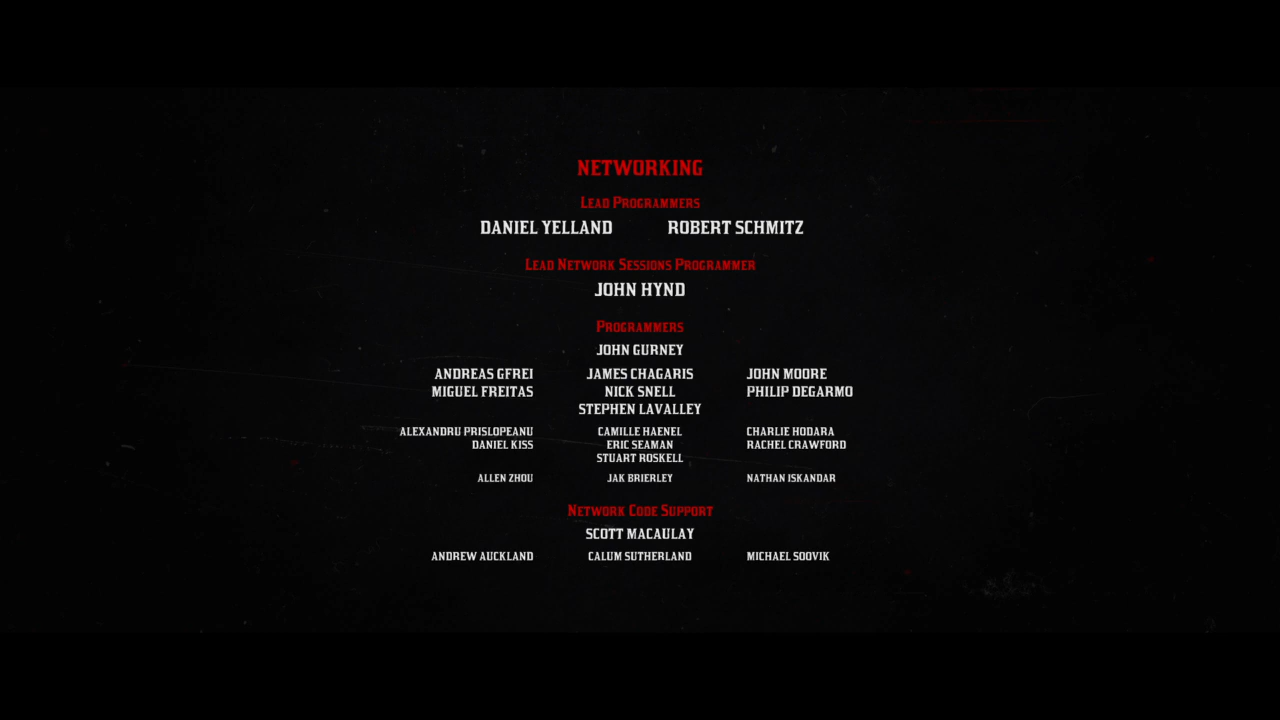 NETWORKING
LEAD PROGRAMMERS
DANIEL YELLAND ROBERT SCHMITZ
LEAD NETWORK SESSIONS PROGRAMMER
JOHN HYND
PROGRAMMERS
JOHN GURNEY
ANDREAS GFREI JAMES CHAGARIS JOHN MOORE
MIGUEL FREITAS NICK SNELL PHILIP DEGARMO
STEPHEN LAVALLEY
ALEXANDRU PRISLOPEANU CAMILLE HAENEL CHARLIE HODARA
DANIEL KISS ERIC SEAMAN RACHEL CRAWFORD
STUART ROSKELL
ALLEN ZHOU JAK BRIERLEY NATHAN ISKANDAR
NETWORK CODE SUPPORT
SCOTT MACAULAY
ANDREW AUCKLAND CALUM SUTHERLAND MICHAEL SOOVIK